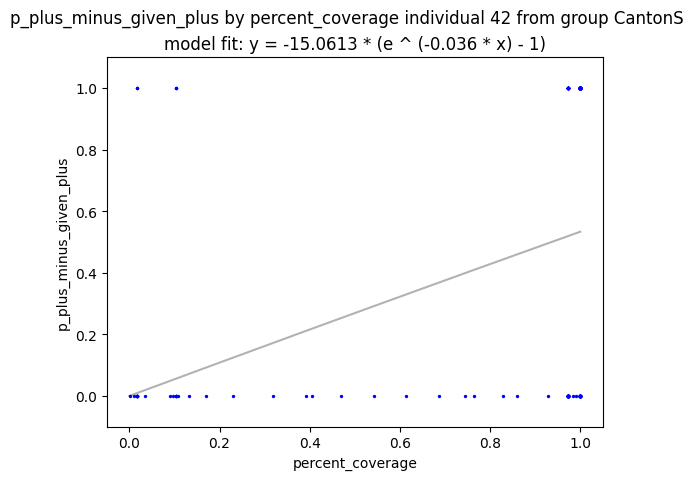 p_plus_minus_given_plus by percent_coverage individual 42 from group CantonS
model fit: y = -15.0613 * (e ^ (-0.036 * x) - 1)
1.0
0.8
0.6
0.4
0.2
0.0
p_plus_minus_given_plus
0.0 0.2 0.4 0.6 0.8 1.0
percent_coverage